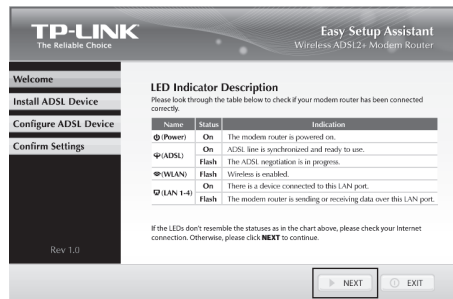 TP-LINK
The Reliable Choice
Easy Setup Assistant
Wireless ADSL2+ Modem Router
Welcome
Install ADSL Device
Configure ADSL Device
Confirm Settings
Rev 1.0
LED Indicator Description
Please look through the table below to check if your modem router has been connected
correctly.
Name Status Indication
(Power) On The modem router is powered on.
(ADSL) On ADSL line is synchronized and ready to use.
Flash The ADSL negotiation is in progress.
(WLAN) Flash Wireless is enabled.
(LAN 1-4) On There is a device connected to this LAN port.
Flash The modem router is sending or receiving data over this LAN port.
If the LEDs don't resemble the statuses as in the chart above, please check your Internet
connection. Otherwise, please click NEXT to continue.
NEXT
EXIT